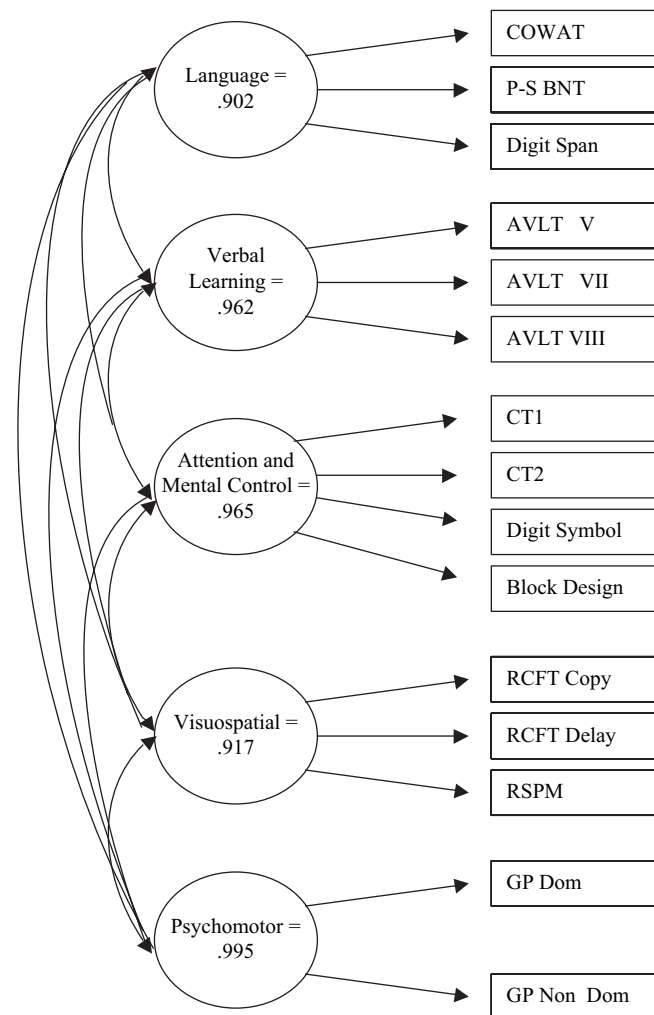 Language =
.902
COWAT
P-S BNT
Digit Span
Verbal
Learning =
.962
AVLT V
AVLT VII
AVLT VIII
Attention and
Mental Control =
.965
CT1
CT2
Digit Symbol
Block Design
Visuospatial =
.917
RCFT Copy
RCFT Delay
RSPM
Psychomotor =
.995
GP Dom
GP Non Dom